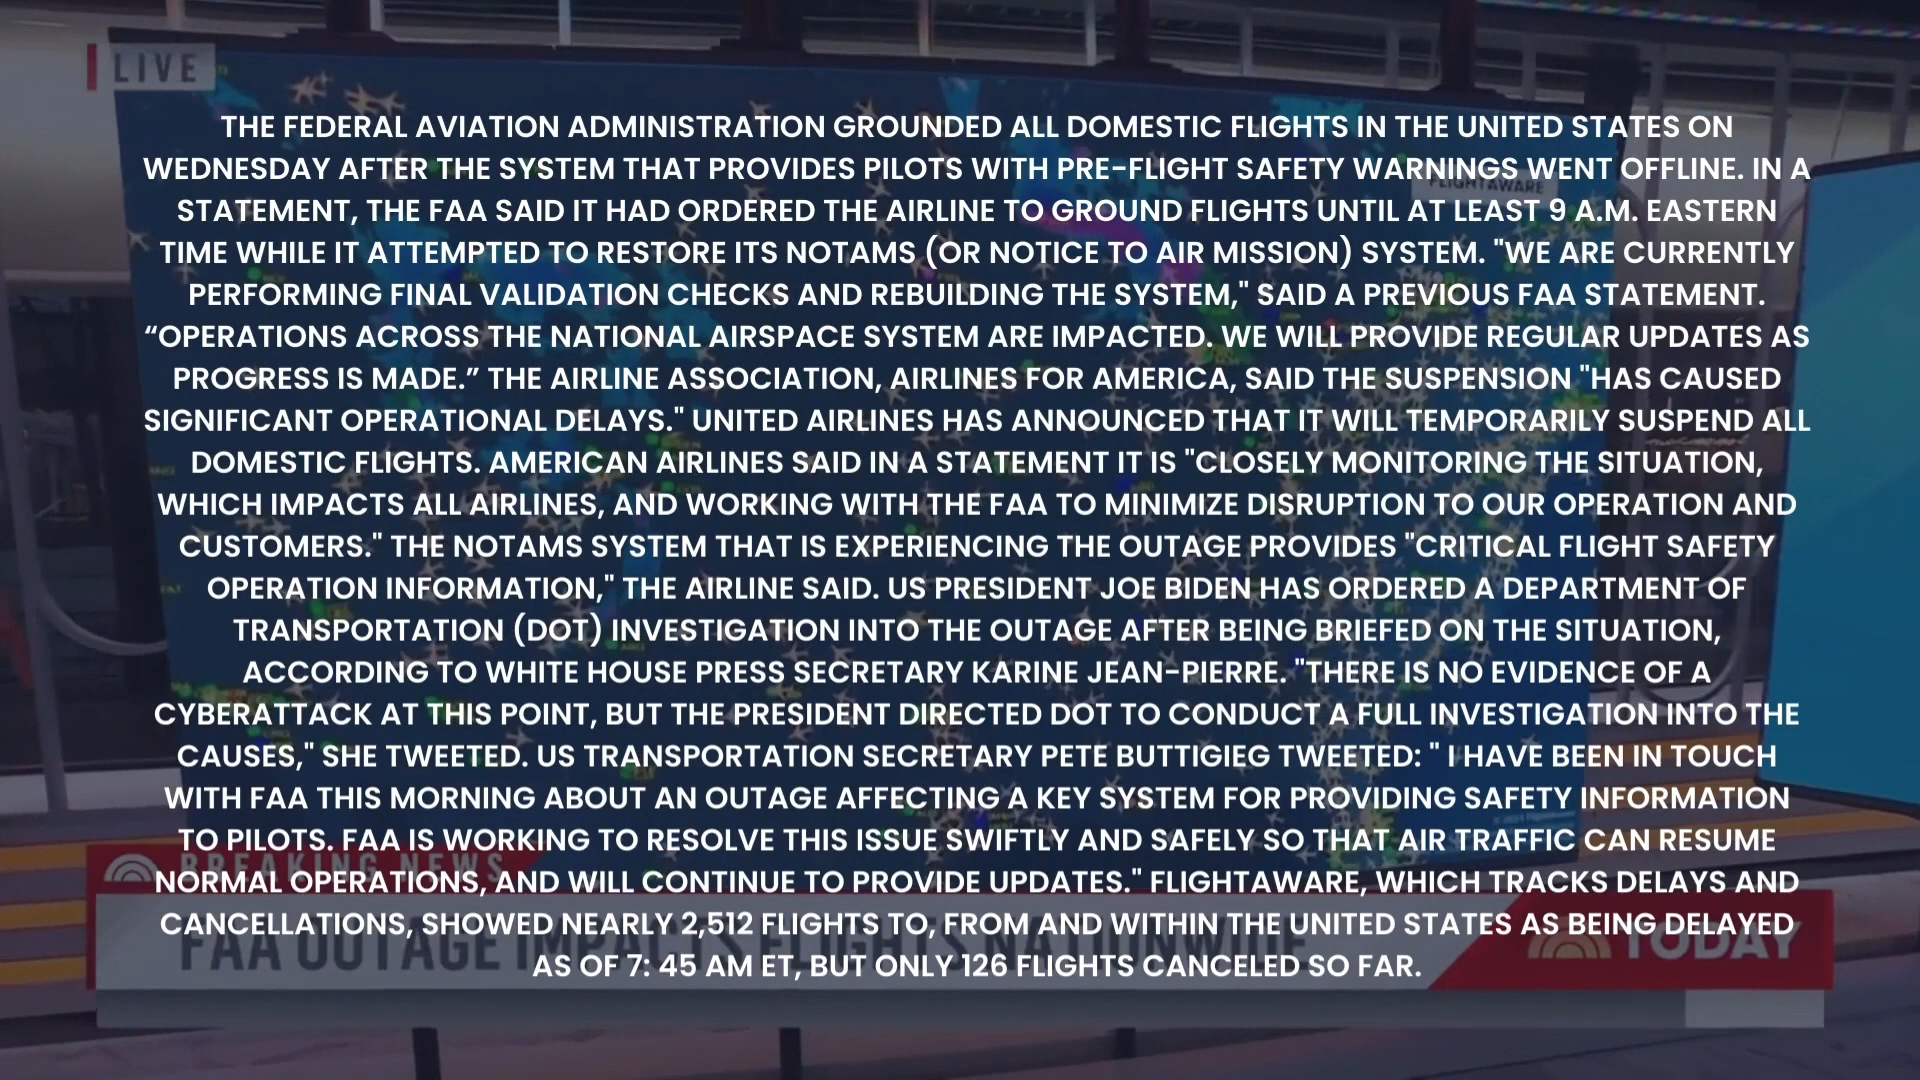 LIVE
THE FEDERAL AVIATION ADMINISTRATION GROUNDED ALL DOMESTIC FLIGHTS IN THE UNITED STATES ON
WEDNESDAY AFTER THE SYSTEM THAT PROVIDES PILOTS WITH PRE-FLIGHT SAFETY WARNINGS WENT OFFLINE. IN A
FLIGHTAWARE
STATEMENT, THE FAA SAID IT HAD ORDERED THE AIRLINE TO GROUND FLIGHTS UNTIL AT LEAST 9 A.M. EASTERN
TIME WHILE IT ATTEMPTED TO RESTORE ITS NOTAMS (OR NOTICE TO AIR MISSION) SYSTEM. "WE ARE CURRENTLY
PERFORMING FINAL VALIDATION CHECKS AND REBUILDING THE SYSTEM," SAID A PREVIOUS FAA STATEMENT.
“OPERATIONS ACROSS THE NATIONAL AIRSPACE SYSTEM ARE IMPACTED. WE WILL PROVIDE REGULAR UPDATES AS
PROGRESS IS MADE.” THE AIRLINE ASSOCIATION, AIRLINES FOR AMERICA, SAID THE SUSPENSION "HAS CAUSED
SIGNIFICANT OPERATIONAL DELAYS." UNITED AIRLINES HAS ANNOUNCED THAT IT WILL TEMPORARILY SUSPEND ALL
DOMESTIC FLIGHTS. AMERICAN AIRLINES SAID IN A STATEMENT IT IS "CLOSELY MONITORING THE SITUATION,
WHICH IMPACTS ALL AIRLINES, AND WORKING WITH THE FAA TO MINIMIZE DISRUPTION TO OUR OPERATION AND
CUSTOMERS." THE NOTAMS SYSTEM THAT IS EXPERIENCING THE OUTAGE PROVIDES "CRITICAL FLIGHT SAFETY
OPERATION INFORMATION," THE AIRLINE SAID. US PRESIDENT JOE BIDEN HAS ORDERED A DEPARTMENT OF
TRANSPORTATION (DOT) INVESTIGATION INTO THE OUTAGE AFTER BEING BRIEFED ON THE SITUATION,
ACCORDING TO WHITE HOUSE PRESS SECRETARY KARINE JEAN-PIERRE. "THERE IS NO EVIDENCE OF A
CYBERATTACK AT THIS POINT, BUT THE PRESIDENT DIRECTED DOT TO CONDUCT A FULL INVESTIGATION INTO THE
CAUSES," SHE TWEETED. US TRANSPORTATION SECRETARY PETE BUTTIGIEG TWEETED: " I HAVE BEEN IN TOUCH
WITH FAA THIS MORNING ABOUT AN OUTAGE AFFECTING A KEY SYSTEM FOR PROVIDING SAFETY INFORMATION
TO PILOTS. FAA IS WORKING TO RESOLVE THIS ISSUE SWIFTLY AND SAFELY SO THAT AIR TRAFFIC CAN RESUME
BREAKING NEWS
NORMAL OPERATIONS, AND WILL CONTINUE TO PROVIDE UPDATES." FLIGHTAWARE, WHICH TRACKS DELAYS AND
CANCELLATIONS, SHOWED NEARLY 2,512 FLIGHTS TO, FROM AND WITHIN THE UNITED STATES AS BEING DELAYED
FAA OUTAGE IMPACTS FLIGHTS NATIONWIDE
TODAY
AS OF 7: 45 AM ET, BUT ONLY 126 FLIGHTS CANCELED SO FAR.